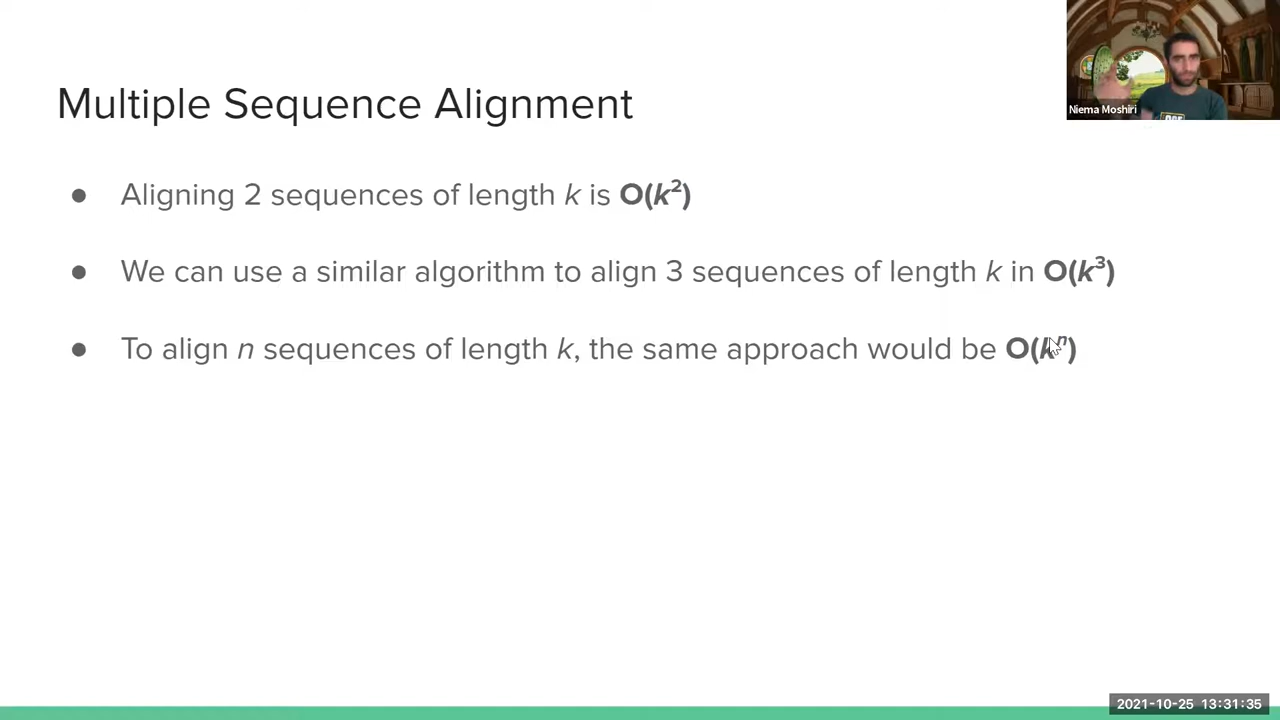 Multiple Sequence Alignment
Niema Moshiri
● Aligning 2 sequences of length k is O(k²)
● We can use a similar algorithm to align 3 sequences of length k in O(k³)
● To align n sequences of length k, the same approach would be O(kⁿ)
2021-10-25 13:31:35